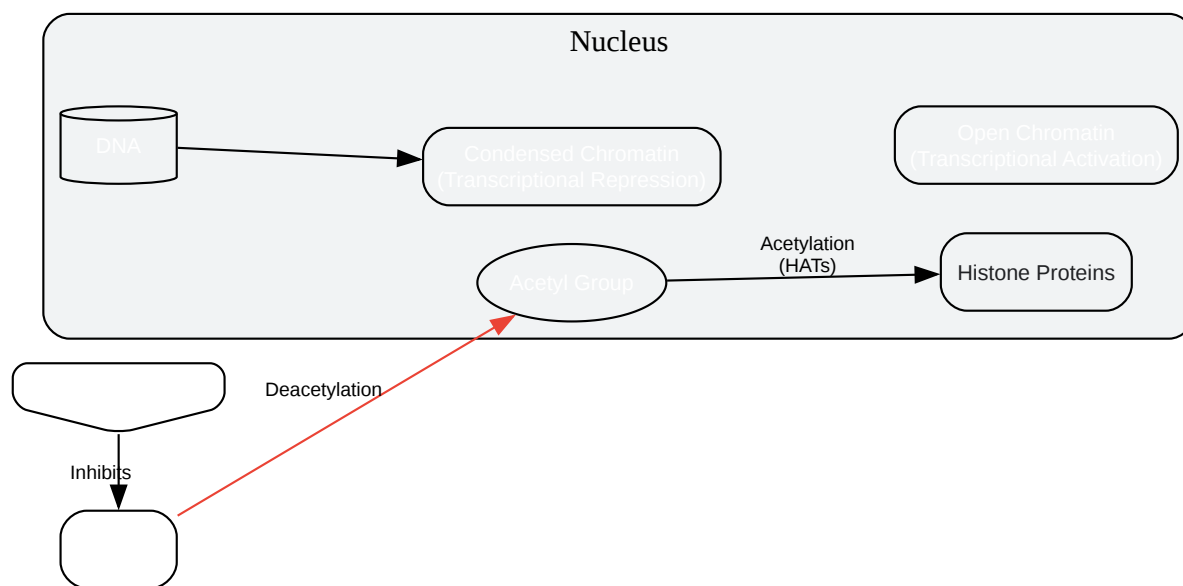 Nucleus
DNA
Condensed Chromatin
(Transcriptional Repression)
Open Chromatin
(Transcriptional Activation)
Acetyl Group
Acetylation
(HATs)
Histone Proteins
Deacetylation
Inhibits